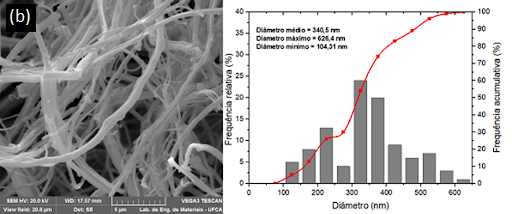 (b)
SEM HV: 20.0 kV
WD: 17.57 mm
VEGA3 TESCAN
View field: 20.8 µm
Det: SE
5 µm
Lab. de Eng. de Materiais - UFCA
Diâmetro médio = 340,5 nm
Diâmetro máximo = 626,4 nm
Diâmetro mínimo = 104,31 nm
Frequência relativa (%)
40
35
30
25
20
15
10
5
0
100
90
80
70
60
50
40
30
20
10
0
Frequência acumulativa (%)
100 200 300 400 500 600
Diâmetro (nm)